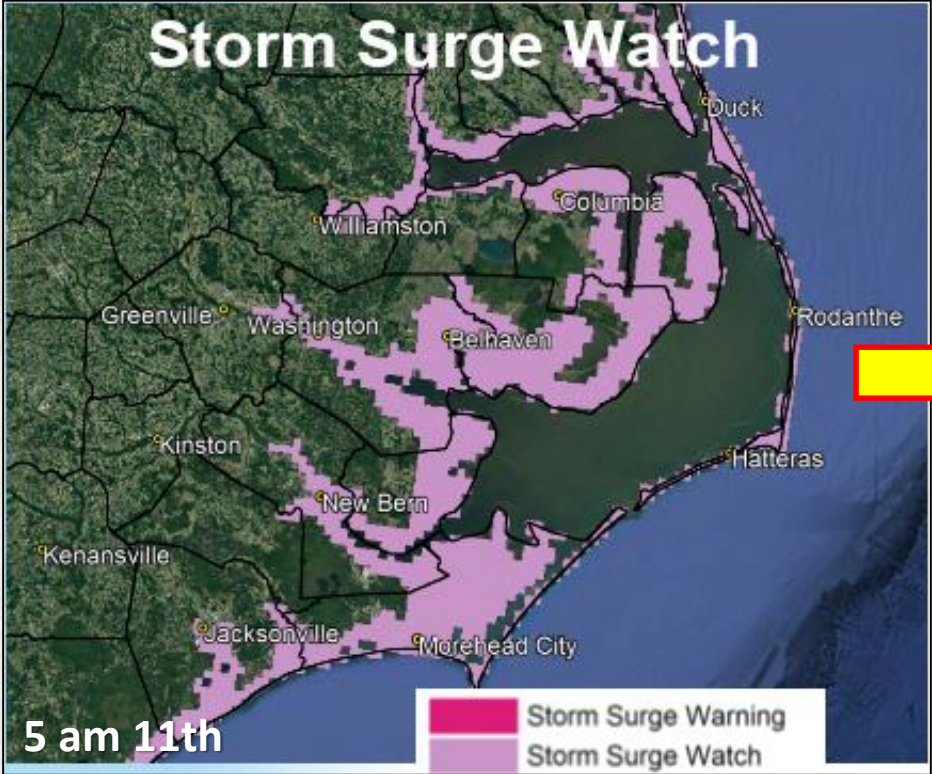 Storm Surge Watch
Duck
Columbia
Williamston
Greenville
Washington
Rodanthe
Belhaven
Kinston
Hatteras
New Bern
Kenansville
Jacksonville
Morehead City
Storm Surge Warning
5 am 11th
Storm Surge Watch